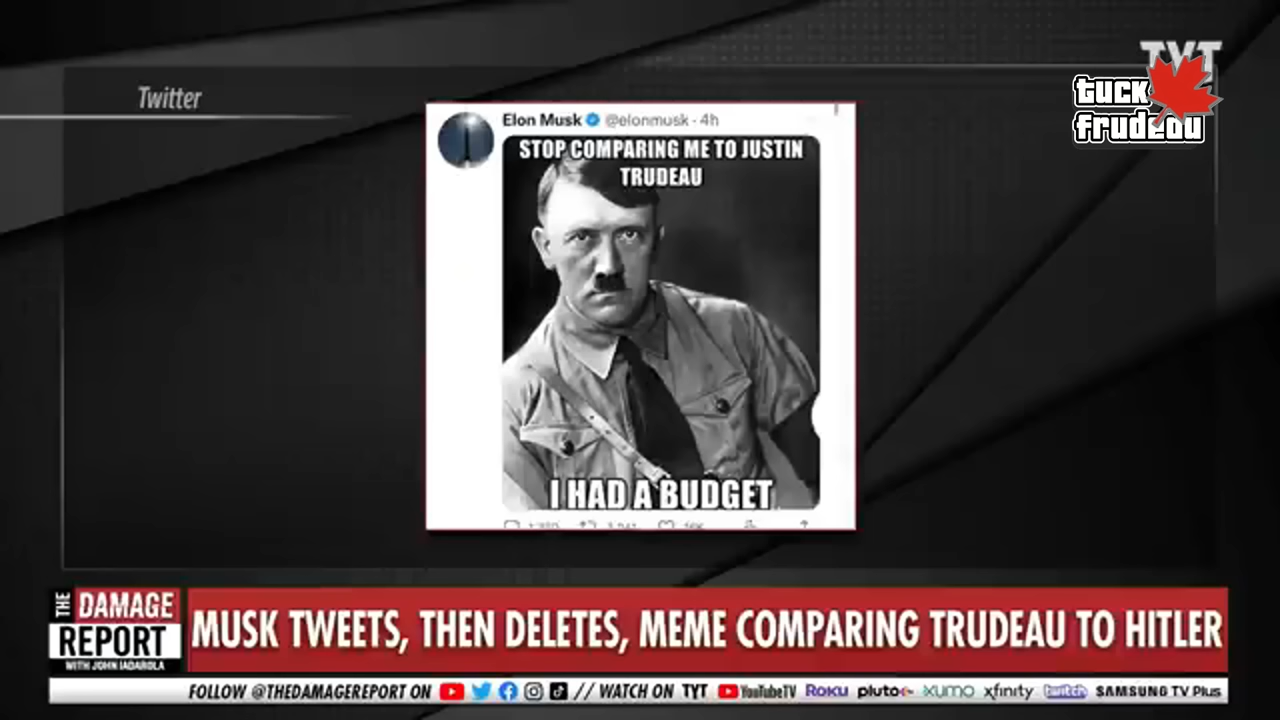 TYT
tuck
frudeau
Twitter
Elon Musk @elonmusk · 4h
STOP COMPARING ME TO JUSTIN
TRUDEAU
I HAD A BUDGET
THE
DAMAGE
REPORT
WITH JOHN IADAROLA
MUSK TWEETS, THEN DELETES, MEME COMPARING TRUDEAU TO HITLER
FOLLOW @THEDAMAGEREPORT ON // WATCH ON TYT YouTubeTV ROKU pluto xumo xfinity twitch SAMSUNG TV Plus